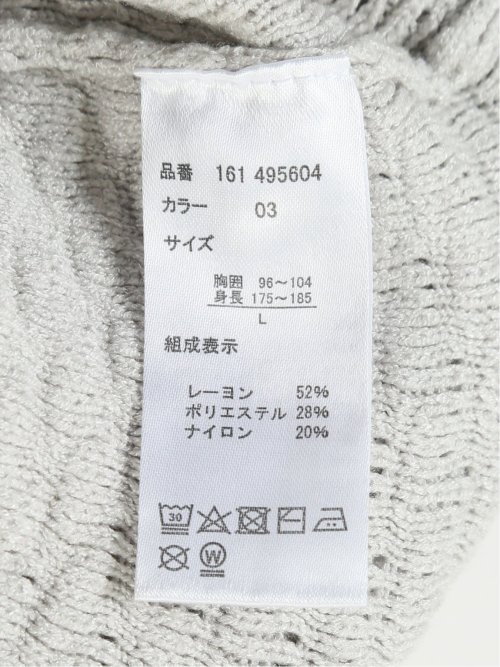 品番 161 495604
カラー 03
サイズ
胸囲 96～104
身長 175～185
L
組成表示
レーヨン 52%
ポリエステル 28%
ナイロン 20%
30
W